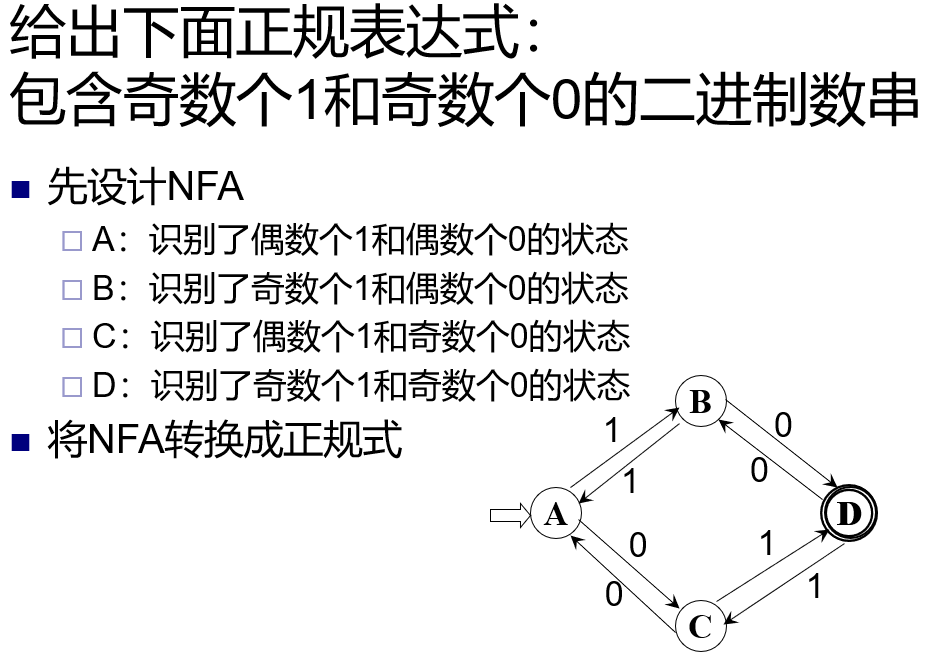 给出下面正规表达式：
包含奇数个1和奇数个0的二进制数串
先设计NFA
A：识别了偶数个1和偶数个0的状态
B：识别了奇数个1和偶数个0的状态
C：识别了偶数个1和奇数个0的状态
D：识别了奇数个1和奇数个0的状态
将NFA转换成正规式
B
1
0
1
0
A
D
0
1
0
1
C